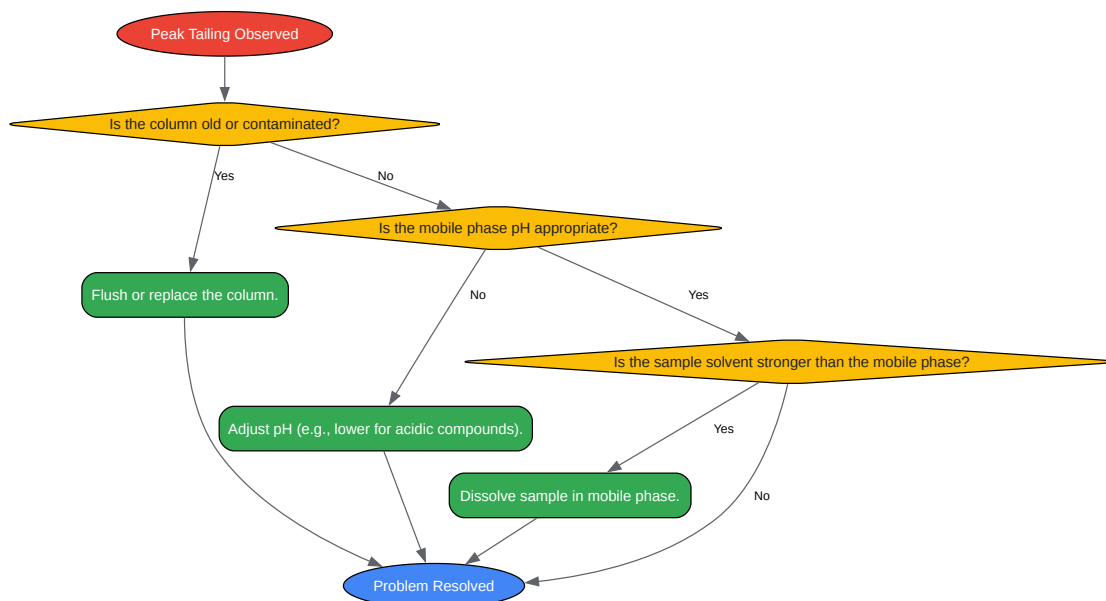 Peak Tailing Observed
Is the column old or contaminated?
Yes
No
Is the mobile phase pH appropriate?
Flush or replace the column.
No
Yes
Is the sample solvent stronger than the mobile phase?
Adjust pH (e.g., lower for acidic compounds).
Yes
Dissolve sample in mobile phase.
No
Problem Resolved